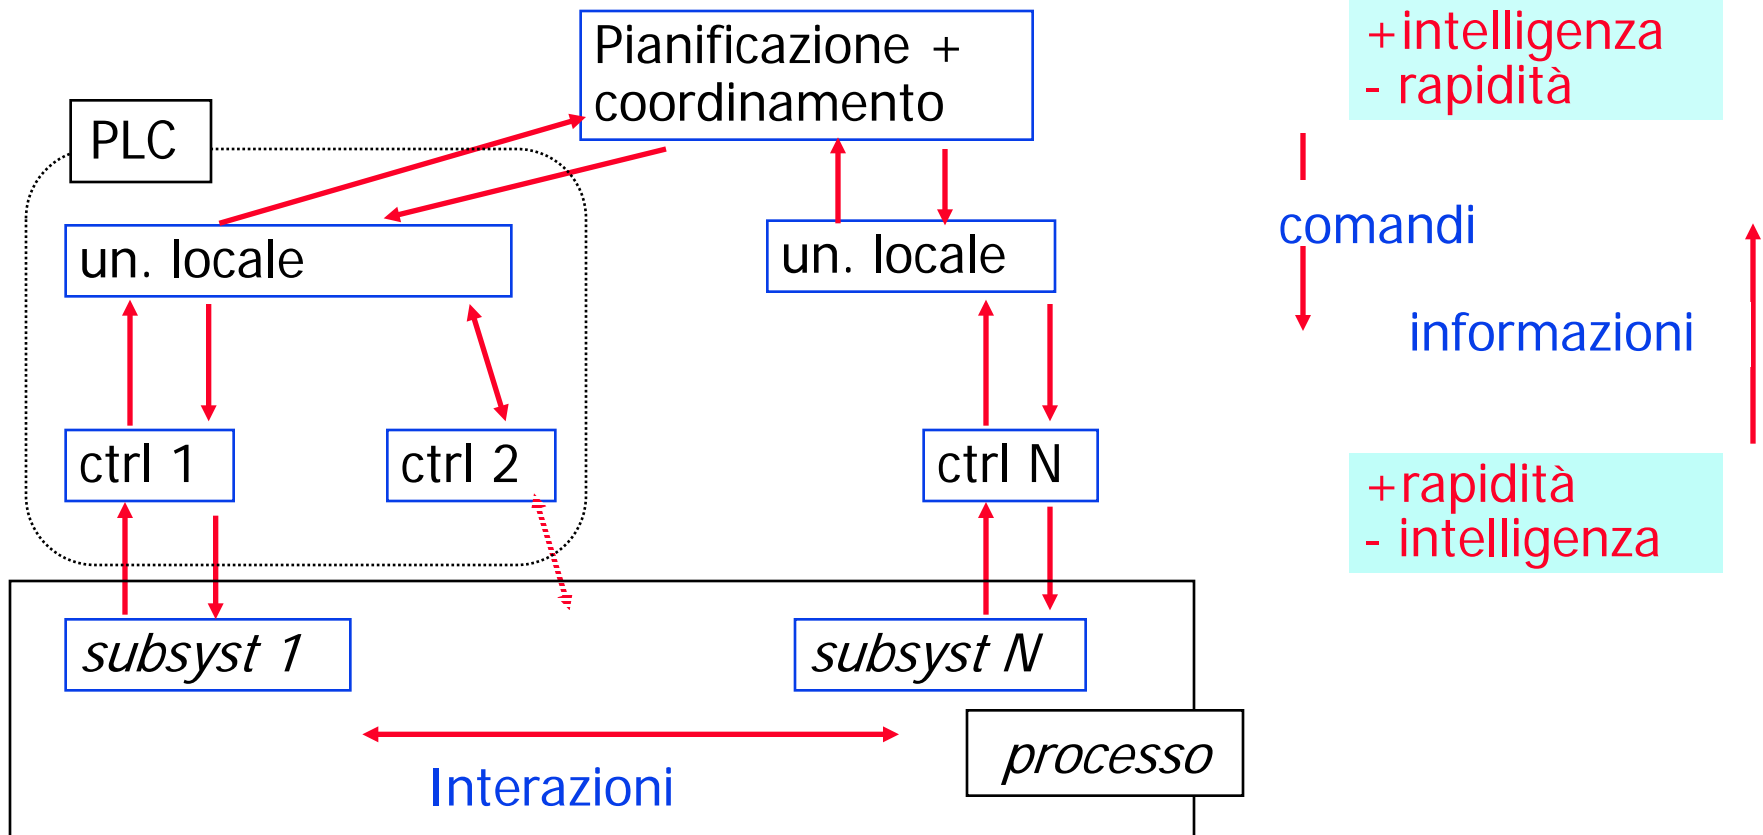 Pianificazione +
coordinamento
+intelligenza
- rapidità
PLC
un. locale
un. locale
comandi
informazioni
ctrl 1
ctrl 2
ctrl N
+rapidità
- intelligenza
subsyst 1
subsyst N
processo
Interazioni